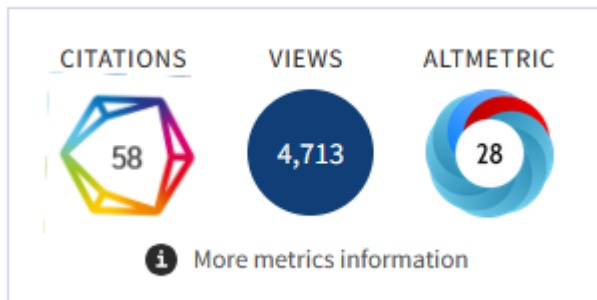 CITATIONS VIEWS ALTMETRIC
58 4,713 28
More metrics information